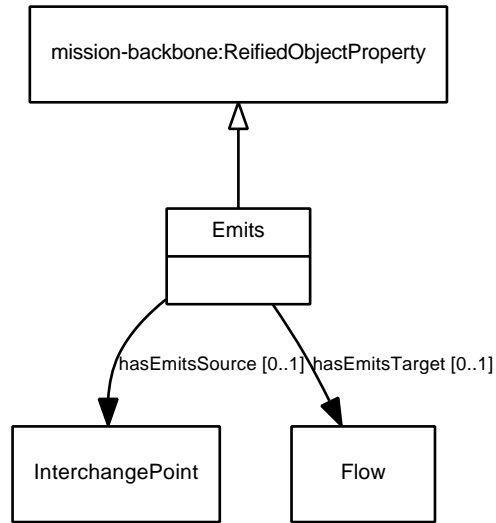 mission-backbone:ReifiedObjectProperty
Emits
hasEmitsSource [0..1]
hasEmitsTarget [0..1]
InterchangePoint
Flow